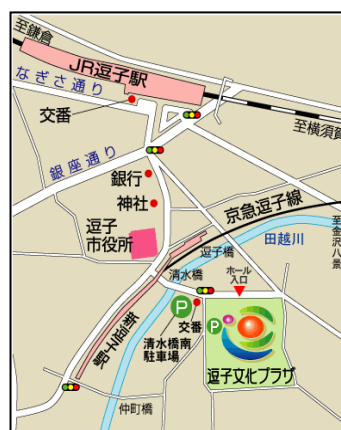 至鎌倉
JR逗子駅
なぎさ通り
交番
至横須賀
銀座通り
銀行
神社
京急逗子線
逗子
市役所
逗子橋
田越川
至金沢八景
清水橋
ホール
入口
P
交番
P
清水橋南
駐車場
新逗子駅
逗子文化プラザ
仲町橋